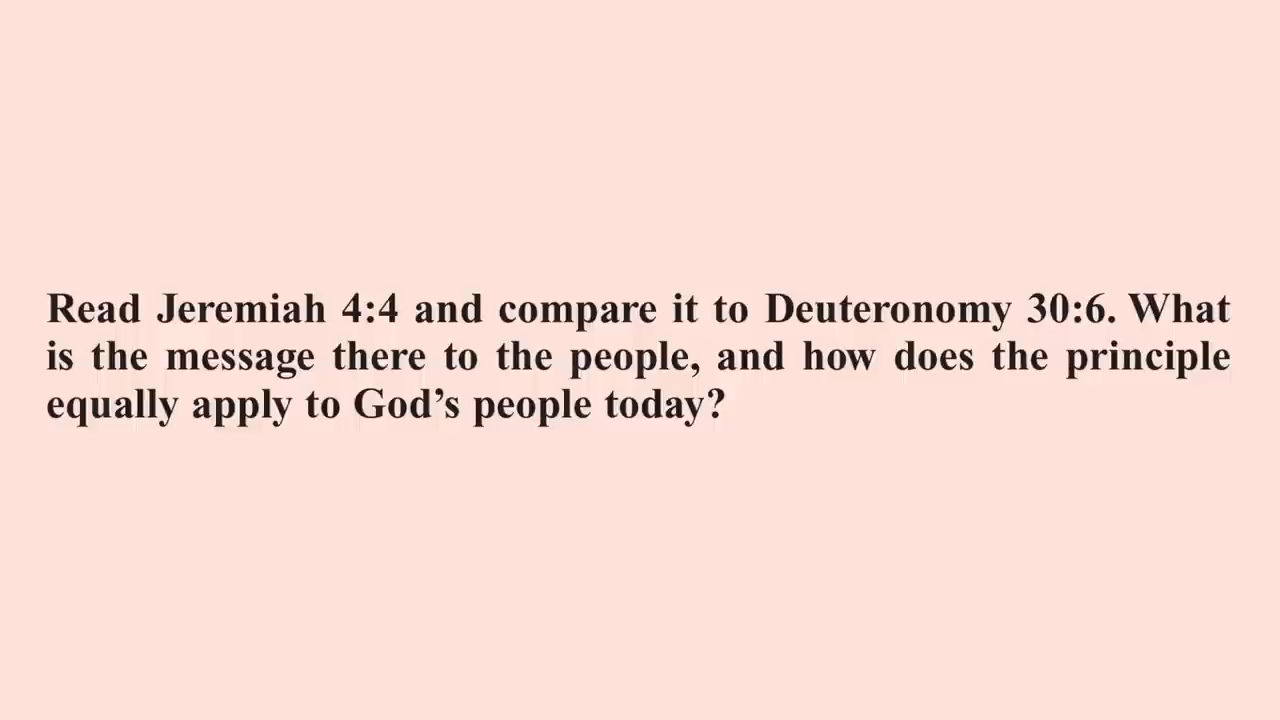 Read Jeremiah 4:4 and compare it to Deuteronomy 30:6. What
is the message there to the people, and how does the principle
equally apply to God’s people today?